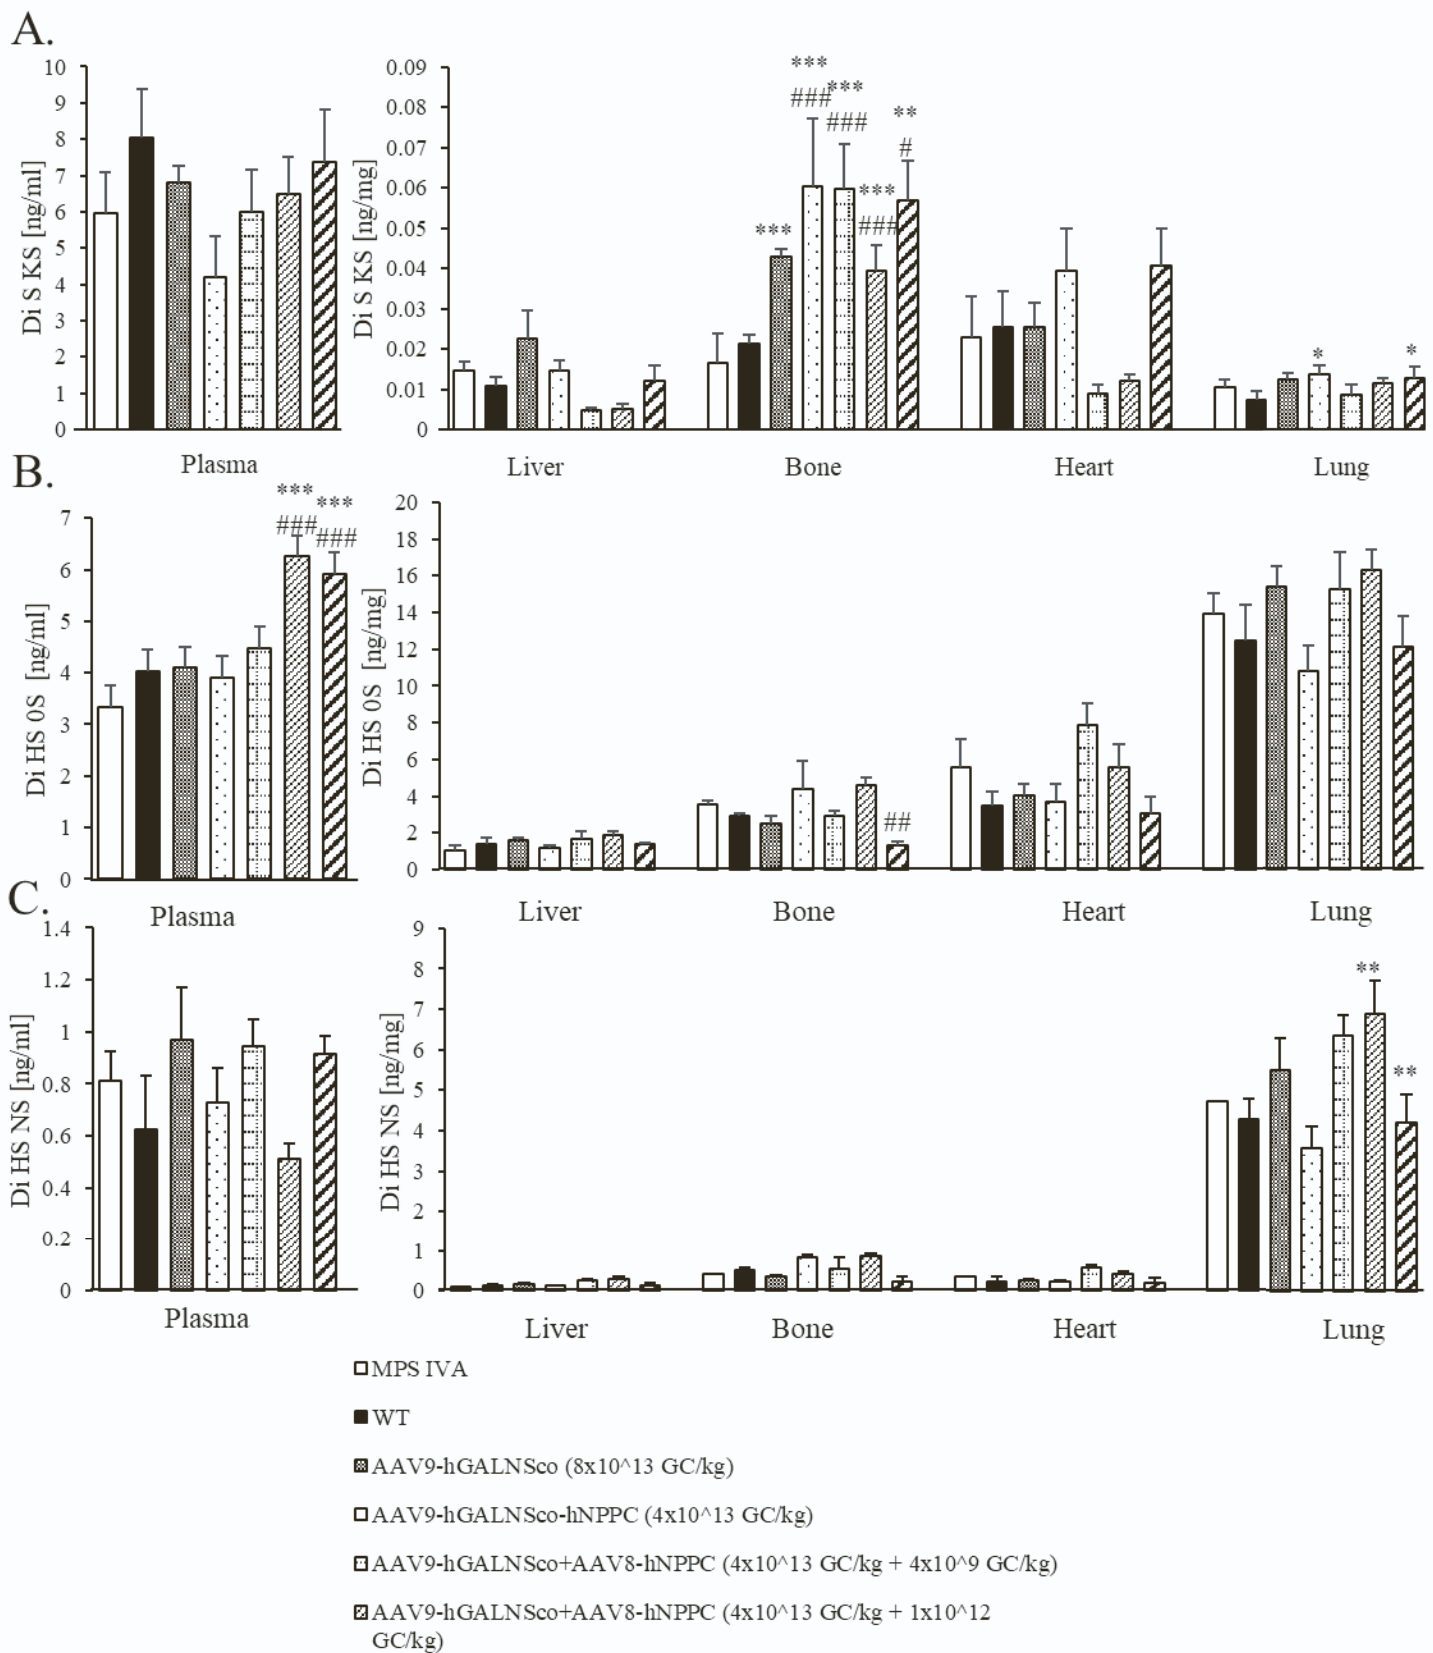 A.
Di S KS [ng/ml]
10
9
8
7
6
5
4
3
2
1
0
Plasma
Di S KS [ng/mg]
0.09
0.08
0.07
0.06
0.05
0.04
0.03
0.02
0.01
0
***
***
###
###
**
#
***
###
***
*
*
Liver
Bone
Heart
Lung
B.
Di HS 0S [ng/ml]
7
6
5
4
3
2
1
0
***
***
###
###
Plasma
Di HS 0S [ng/mg]
20
18
16
14
12
10
8
6
4
2
0
##
Liver
Bone
Heart
Lung
C.
Di HS NS [ng/ml]
1.4
1.2
1
0.8
0.6
0.4
0.2
0
Plasma
Di HS NS [ng/mg]
9
8
7
6
5
4
3
2
1
0
**
**
Liver
Bone
Heart
Lung
MPS IVA
WT
AAV9-hGALNSco (8x10^13 GC/kg)
AAV9-hGALNSco-hNPPC (4x10^13 GC/kg)
AAV9-hGALNSco+AAV8-hNPPC (4x10^13 GC/kg + 4x10^9 GC/kg)
AAV9-hGALNSco+AAV8-hNPPC (4x10^13 GC/kg + 1x10^12
GC/kg)